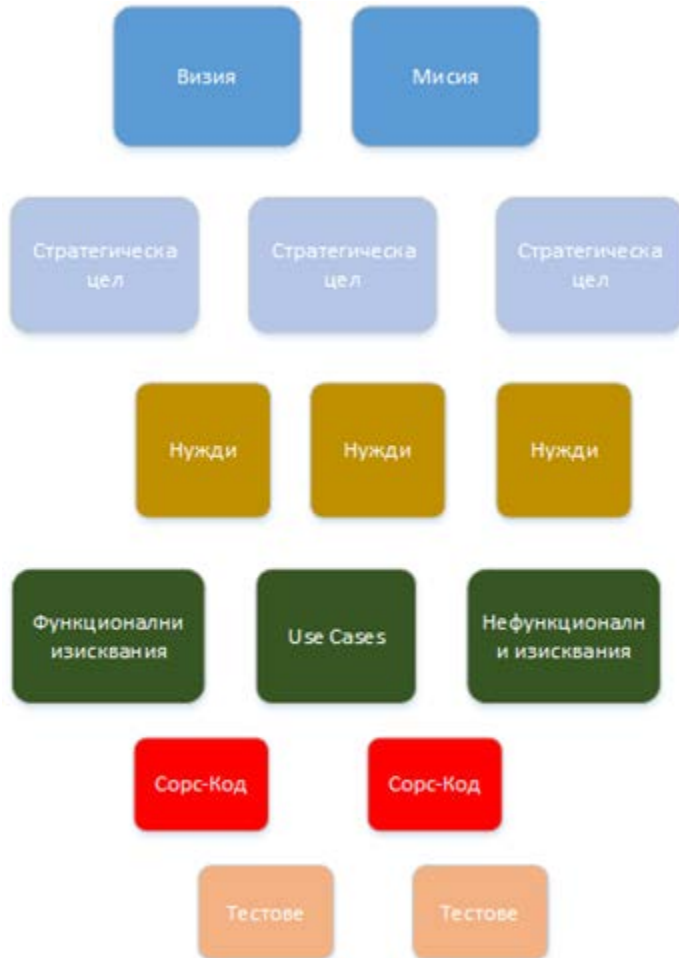 Визия
Мисия
Стратегическа
цел
Стратегическа
цел
Стратегическа
цел
Нужди
Нужди
Нужди
Функционални
изисквания
Use Cases
Нефункционалн
и изисквания
Сорс-Код
Сорс-Код
Тестове
Тестове